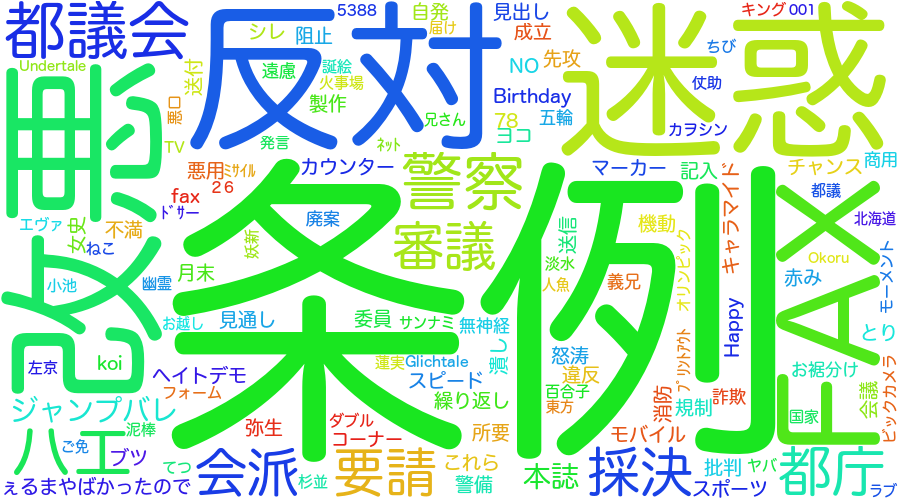 都議会
反対
迷惑
改悪
条例
FAX
警察
審議
ハエ
会派
要請
採決
都庁
ジャンプバレ
ぇるまやばかったので
Undertale
送付
シレ
阻止
5388
自発
届け
見出し
成立
キング
001
ちび
NO
先攻
仗助
遠慮
誕絵
火事場
製作
兄さん
78
ヨコ
Birthday
五輪
カヲシン
悪口
TV
発言
ﾈｯﾄ
悪用
ﾐｻｲﾙ
カウンター
マーカー
記入
チャンス
商用
fax
26
ﾄﾞｻー
エヴァ
不満
女史
ねこ
廃案
妖新
月末
小池
幽霊
お越し
見通し
委員
サンナミ
無神経
送信
淡水
人魚
機動
義兄
オリンピック
キャラマイド
都議
北海道
Okoru
赤み
モーメント
とり
Happy
左京
koi
ヘイトデモ
フォーム
蓮実
Glichtale
スピード
潰し
怒涛
違反
百合子
東方
ﾌﾟﾘﾝﾄｱｳﾄ
消防
規制
詐欺
お裾分け
国家
会議
ビックカメラ
繰り返し
弥生
ダブル
コーナー
所要
モバイル
泥棒
ご免
ブツ
てつ
杉並
これら
警備
本誌
批判
ヤバ
スポーツ
ラブ